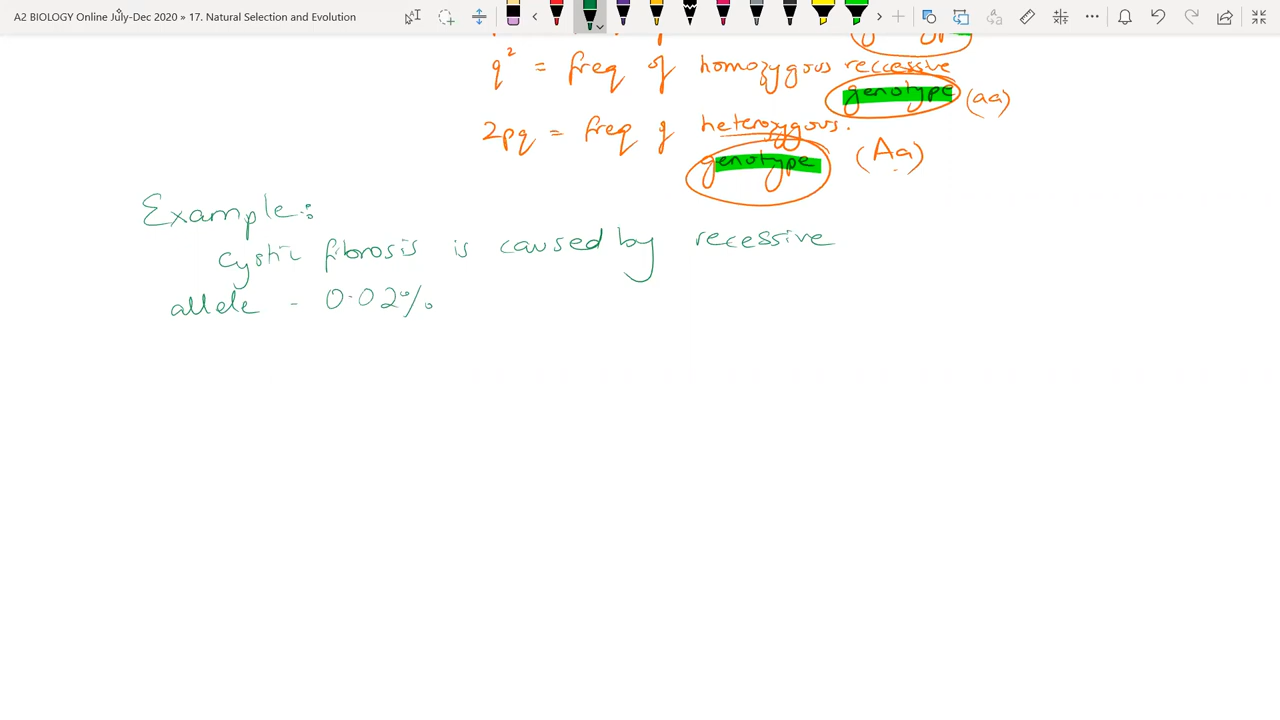 A2 BIOLOGY Online July-Dec 2020 » 17. Natural Selection and Evolution
q² = freq of homozygous reccessive
genotype (aa)
2pq = freq of heterozygous.
genotype (Aa)
Example:
Cystic fibrosis is caused by recessive
allele - 0.02%